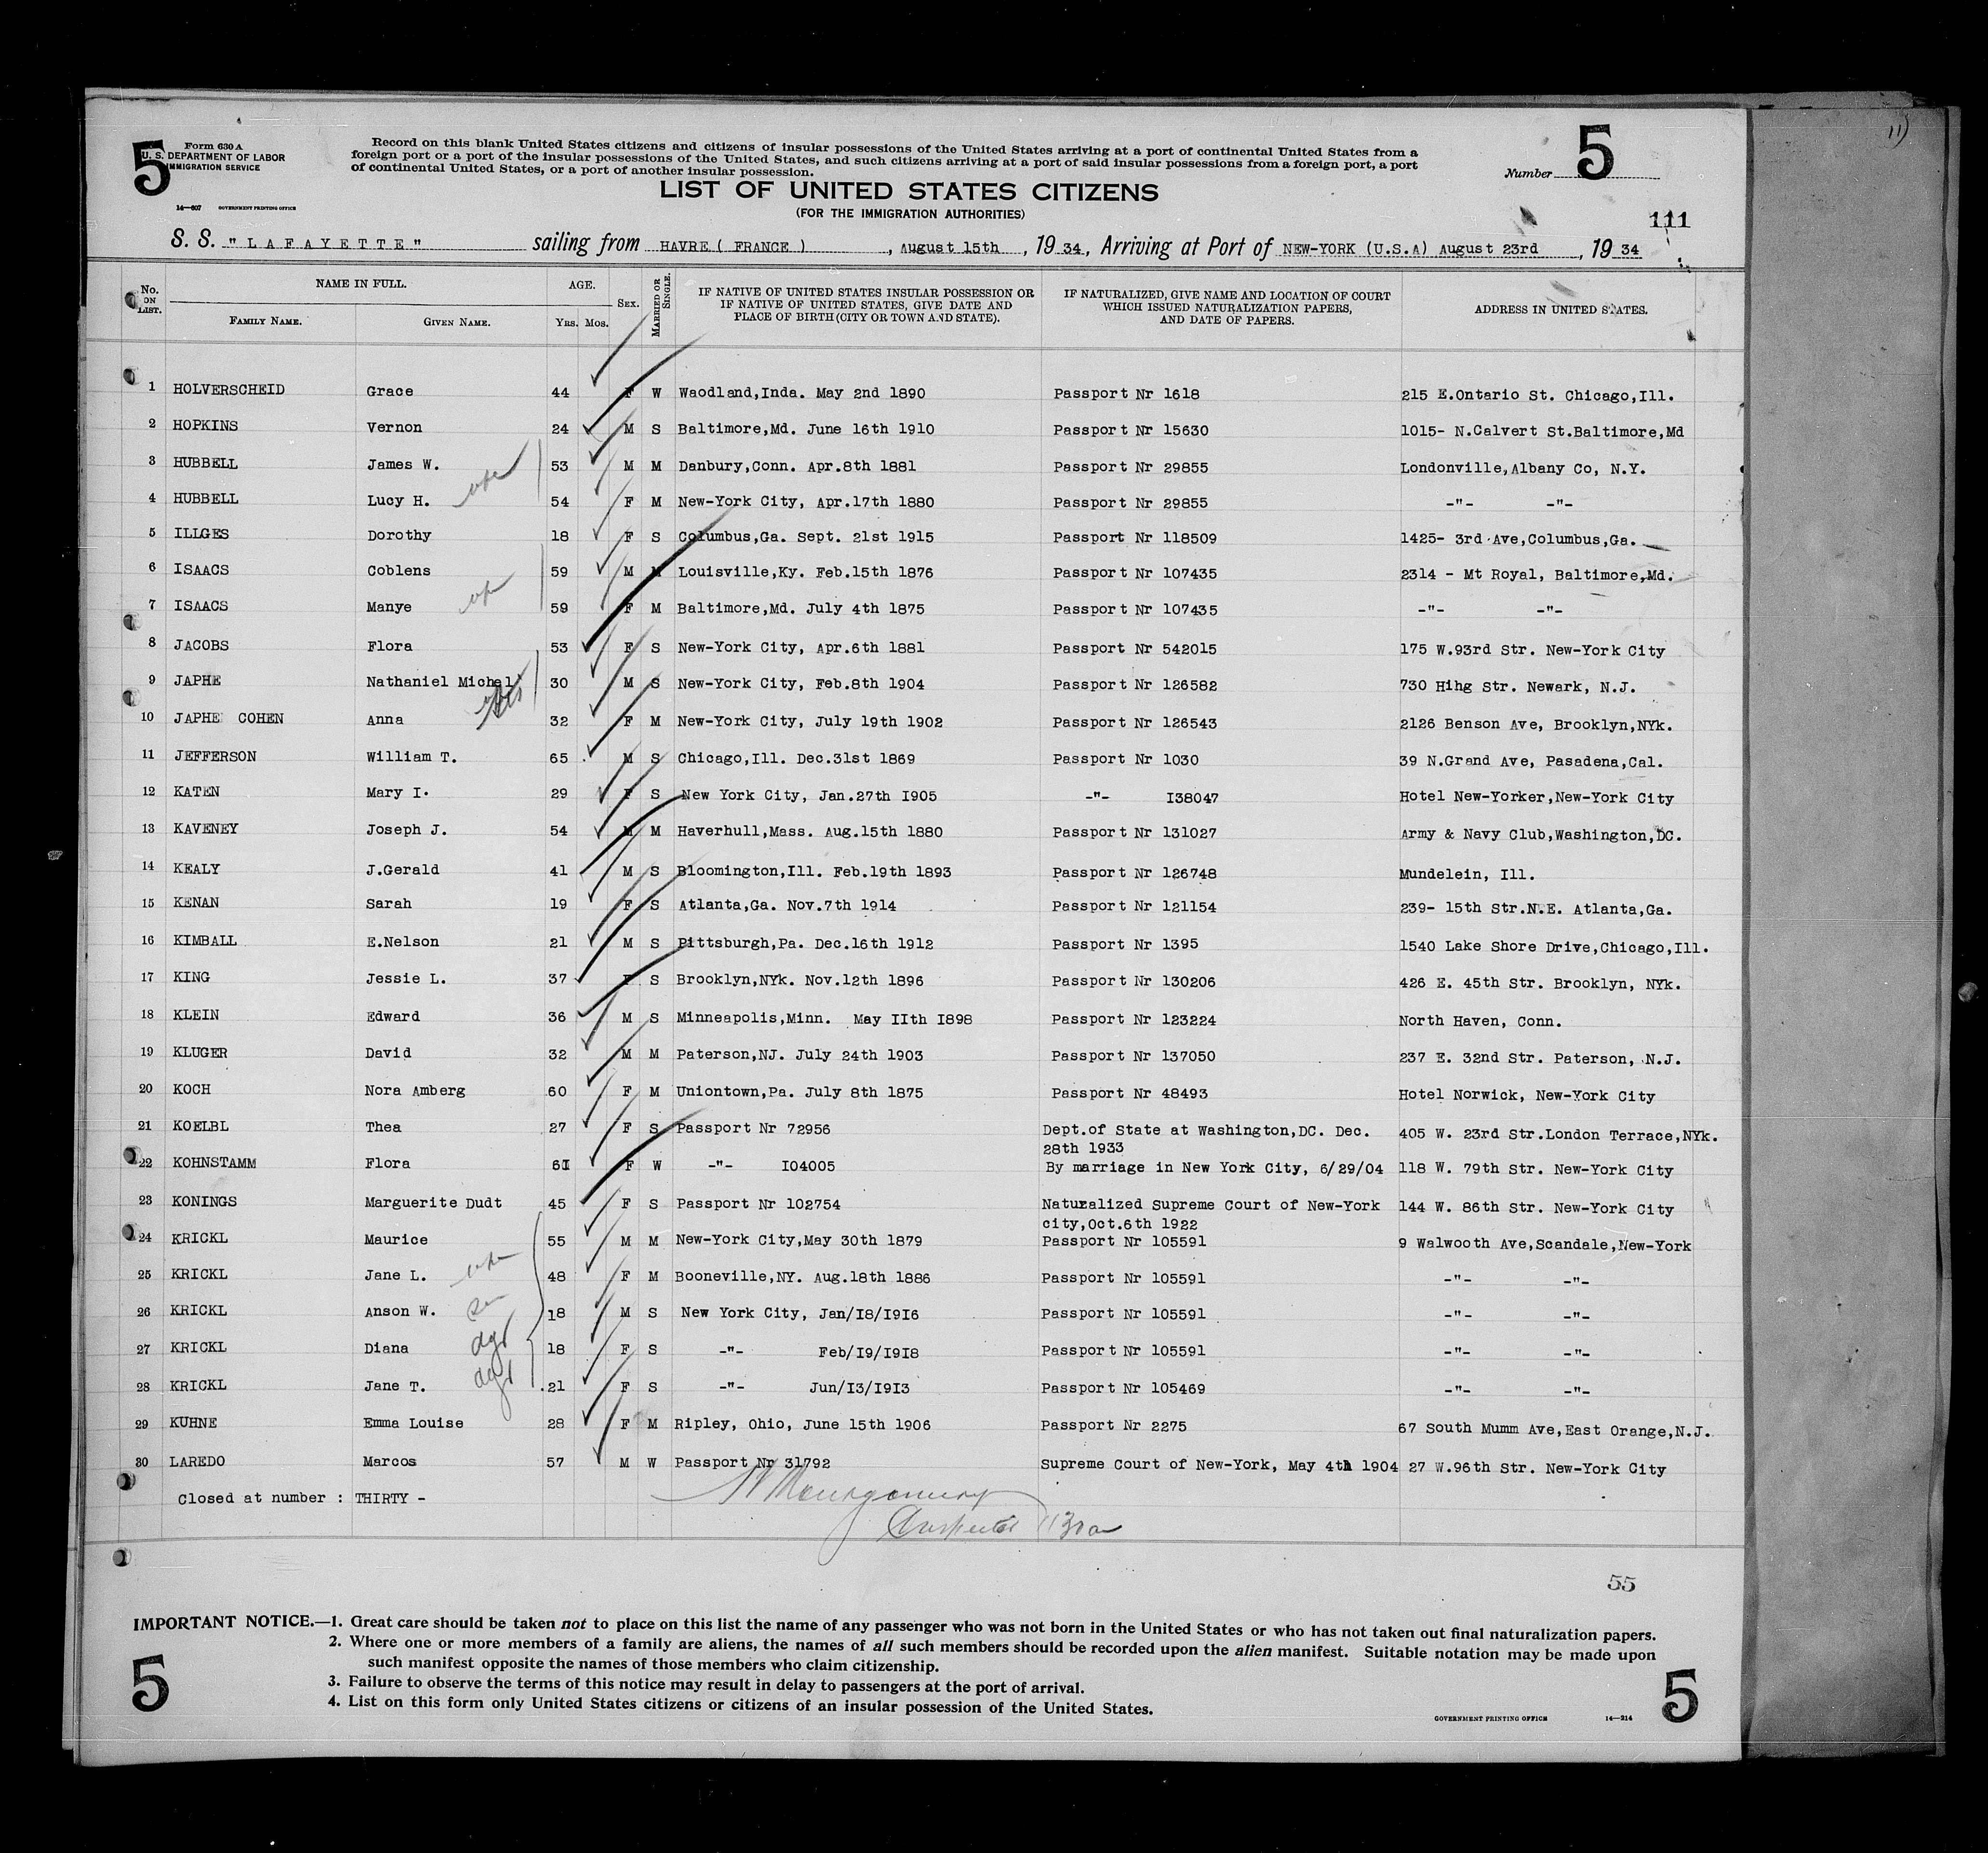 11)
5
Form 630 A
U. S. DEPARTMENT OF LABOR
IMMIGRATION SERVICE
14—607 GOVERNMENT PRINTING OFFICE
Record on this blank United States citizens and citizens of insular possessions of the United States arriving at a port of continental United States from a
foreign port or a port of the insular possessions of the United States, and such citizens arriving at a port of said insular possessions from a foreign port, a port
of continental United States, or a port of another insular possession.
Number 5
LIST OF UNITED STATES CITIZENS
(FOR THE IMMIGRATION AUTHORITIES)
111
S. S. "LAFAYETTE" sailing from HAVRE ( FRANCE ), August 15th, 19 34, Arriving at Port of NEW-YORK (U.S.A) August 23rd, 19 34
No. ON LIST. NAME IN FULL. FAMILY NAME. GIVEN NAME. AGE. YRS. MOS. SEX. MARRIED OR SINGLE. IF NATIVE OF UNITED STATES INSULAR POSSESSION OR IF NATIVE OF UNITED STATES, GIVE DATE AND PLACE OF BIRTH (CITY OR TOWN AND STATE). IF NATURALIZED, GIVE NAME AND LOCATION OF COURT WHICH ISSUED NATURALIZATION PAPERS, AND DATE OF PAPERS. ADDRESS IN UNITED STATES.
1 HOLVERSCHEID Grace 44 F W Waodland,Inda. May 2nd 1890 Passport Nr 1618 215 E.Ontario St. Chicago,Ill.
2 HOPKINS Vernon 24 M S Baltimore,Md. June 16th 1910 Passport Nr 15630 1015- N.Calvert St.Baltimore,Md
3 HUBBELL James W. 53 M M Danbury,Conn. Apr.8th 1881 Passport Nr 29855 Londonville,Albany Co, N.Y.
4 HUBBELL Lucy H. 54 F M New-York City, Apr.17th 1880 Passport Nr 29855 -"- -"-
5 ILLGES Dorothy 18 F S Columbus,Ga. Sept. 21st 1915 Passport Nr 118509 1425- 3rd Ave,Columbus,Ga.
6 ISAACS Coblens 59 M M Louisville,Ky. Feb.15th 1876 Passport Nr 107435 2314 - Mt Royal, Baltimore,Md.
7 ISAACS Manye 59 F M Baltimore,Md. July 4th 1875 Passport Nr 107435 -"- -"-
8 JACOBS Flora 53 F S New-York City, Apr.6th 1881 Passport Nr 542015 175 W.93rd Str. New-York City
9 JAPHE Nathaniel Michel 30 M S New-York City, Feb.8th 1904 Passport Nr 126582 730 Hihg Str. Newark, N.J.
10 JAPHE COHEN Anna 32 F M New-York City, July 19th 1902 Passport Nr 126543 2126 Benson Ave, Brooklyn,NYk.
11 JEFFERSON William T. 65 M S Chicago,Ill. Dec.31st 1869 Passport Nr 1030 39 N.Grand Ave, Pasadena,Cal.
12 KATEN Mary I. 29 F S New York City, Jan.27th I905 -"- I38047 Hotel New-Yorker,New-York City
13 KAVENEY Joseph J. 54 M M Haverhull,Mass. Aug.15th 1880 Passport Nr 131027 Army & Navy Club,Washington,DC.
14 KEALY J.Gerald 41 M S Bloomington,Ill. Feb.19th 1893 Passport Nr 126748 Mundelein, Ill.
15 KENAN Sarah 19 F S Atlanta,Ga. Nov.7th 1914 Passport Nr 121154 239- 15th Str.N.E. Atlanta,Ga.
16 KIMBALL E.Nelson 21 M S Pittsburgh,Pa. Dec.16th 1912 Passport Nr 1395 1540 Lake Shore Drive,Chicago,Ill.
17 KING Jessie L. 37 F S Brooklyn,NYk. Nov.12th 1896 Passport Nr 130206 426 E. 45th Str. Brooklyn, NYk.
18 KLEIN Edward 36 M S Minneapolis,Minn. May IIth I898 Passport Nr 123224 North Haven, Conn.
19 KLUGER David 32 M M Paterson,NJ. July 24th 1903 Passport Nr 137050 237 E. 32nd Str. Paterson, N.J.
20 KOCH Nora Amberg 60 F M Uniontown,Pa. July 8th 1875 Passport Nr 48493 Hotel Norwick, New-York City
21 KOELBL Thea 27 F S Passport Nr 72956 Dept.of State at Washington,DC. Dec. 405 W. 23rd Str.London Terrace,NYk.
28th 1933
22 KOHNSTAMM Flora 6I F W -"- I04005 By marriage in New York City, 6/29/04 118 W. 79th Str. New-York City
23 KONINGS Marguerite Dudt 45 F S Passport Nr 102754 Naturalized Supreme Court of New-York 144 W. 86th Str. New-York City
city,Oct.6th 1922
24 KRICKL Maurice 55 M M New-York City,May 30th 1879 Passport Nr 105591 9 Walwooth Ave,Scandale,New-York
25 KRICKL Jane L. 48 F M Booneville,NY. Aug.18th 1886 Passport Nr 105591 -"- -"-
26 KRICKL Anson W. 18 M S New York City, Jan/I8/I9I6 Passport Nr 105591 -"- -"-
27 KRICKL Diana dgt 18 F S -"- Feb/I9/I9I8 Passport Nr 105591 -"- -"-
28 KRICKL Jane T. dgt 21 F S -"- Jun/I3/I9I3 Passport Nr 105469 -"- -"-
29 KUHNE Emma Louise 28 F M Ripley, Ohio, June 15th 1906 Passport Nr 2275 67 South Mumm Ave,East Orange,N.J.
30 LAREDO Marcos 57 M W Passport Nr 31792 Supreme Court of New-York, May 4th 1904 27 W.96th Str. New-York City
Closed at number : THIRTY -
Montgomery
Inspector
55
IMPORTANT NOTICE.—1. Great care should be taken not to place on this list the name of any passenger who was not born in the United States or who has not taken out final naturalization papers.
2. Where one or more members of a family are aliens, the names of all such members should be recorded upon the alien manifest. Suitable notation may be made upon
such manifest opposite the names of those members who claim citizenship.
3. Failure to observe the terms of this notice may result in delay to passengers at the port of arrival.
4. List on this form only United States citizens or citizens of an insular possession of the United States.
5
GOVERNMENT PRINTING OFFICE 14—214
5